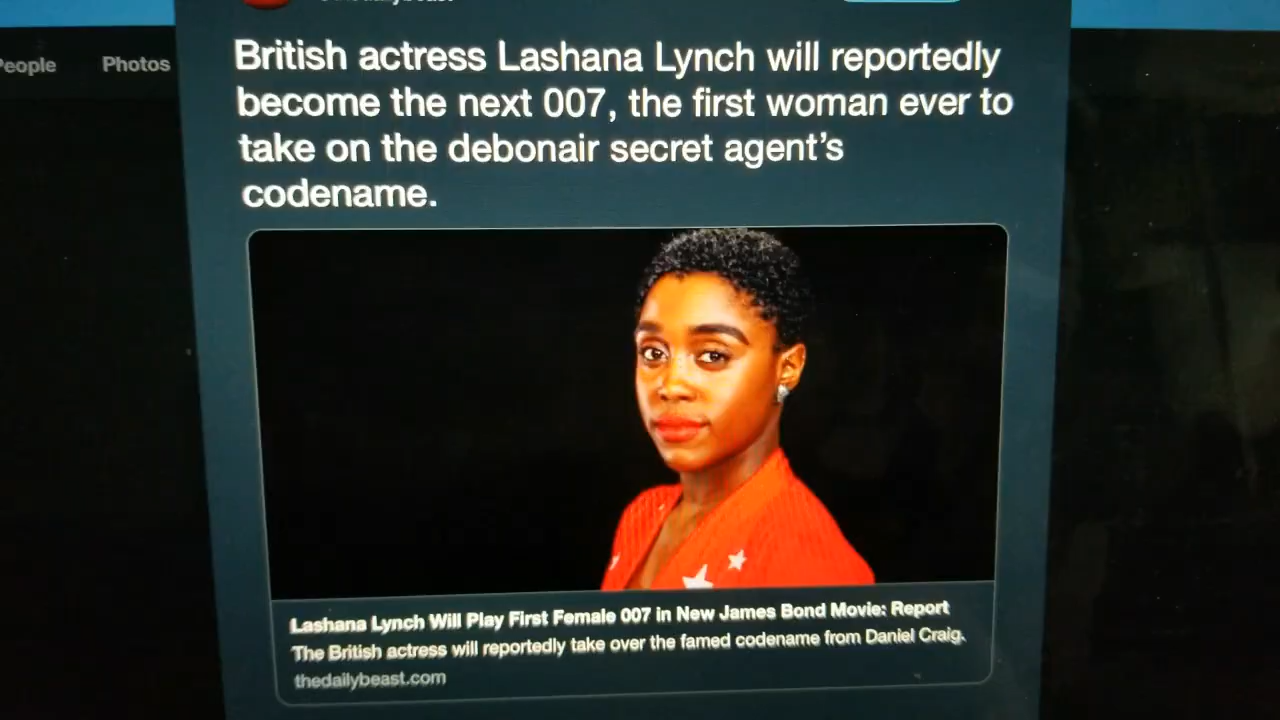 People Photos
British actress Lashana Lynch will reportedly
become the next 007, the first woman ever to
take on the debonair secret agent's
codename.
Lashana Lynch Will Play First Female 007 in New James Bond Movie: Report
The British actress will reportedly take over the famed codename from Daniel Craig.
thedailybeast.com